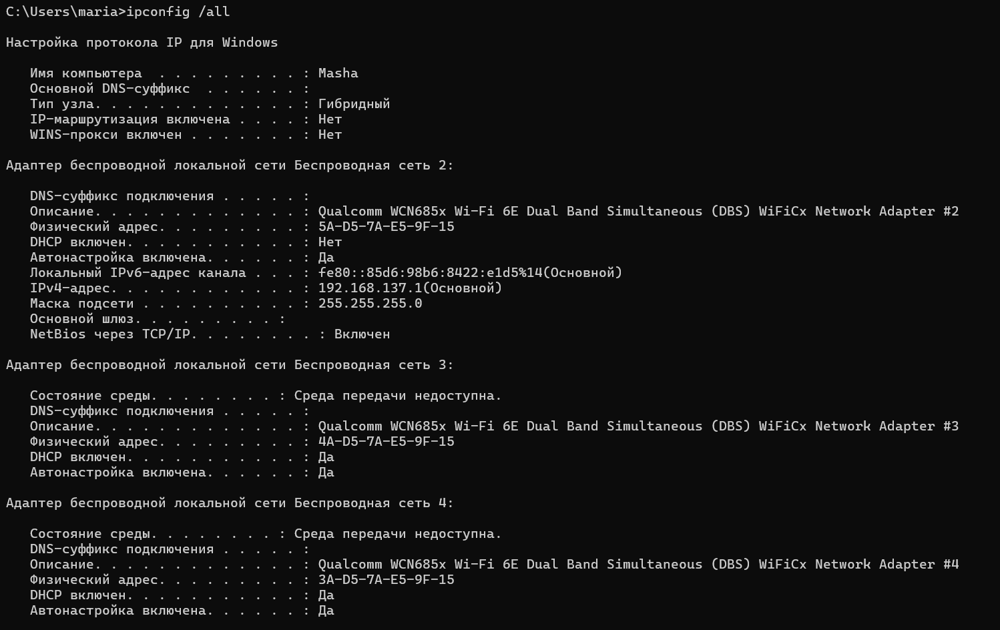 C:\Users\maria>ipconfig /all
Настройка протокола IP для Windows
Имя компьютера  . . . . . . . . . : Masha
Основной DNS-суффикс  . . . . . . :
Тип узла. . . . . . . . . . . . . : Гибридный
IP-маршрутизация включена . . . . : Нет
WINS-прокси включен . . . . . . . : Нет
Адаптер беспроводной локальной сети Беспроводная сеть 2:
DNS-суффикс подключения . . . . . :
Описание. . . . . . . . . . . . . : Qualcomm WCN685x Wi-Fi 6E Dual Band Simultaneous (DBS) WiFiCx Network Adapter #2
Физический адрес. . . . . . . . . : 5A-D5-7A-E5-9F-15
DHCP включен. . . . . . . . . . . : Нет
Автонастройка включена. . . . . . : Да
Локальный IPv6-адрес канала . . . : fe80::85d6:98b6:8422:e1d5%14(Основной)
IPv4-адрес. . . . . . . . . . . . : 192.168.137.1(Основной)
Маска подсети . . . . . . . . . . : 255.255.255.0
Основной шлюз. . . . . . . . . :
NetBios через TCP/IP. . . . . . . . : Включен
Адаптер беспроводной локальной сети Беспроводная сеть 3:
Состояние среды. . . . . . . . : Среда передачи недоступна.
DNS-суффикс подключения . . . . . :
Описание. . . . . . . . . . . . . : Qualcomm WCN685x Wi-Fi 6E Dual Band Simultaneous (DBS) WiFiCx Network Adapter #3
Физический адрес. . . . . . . . . : 4A-D5-7A-E5-9F-15
DHCP включен. . . . . . . . . . . : Да
Автонастройка включена. . . . . . : Да
Адаптер беспроводной локальной сети Беспроводная сеть 4:
Состояние среды. . . . . . . . : Среда передачи недоступна.
DNS-суффикс подключения . . . . . :
Описание. . . . . . . . . . . . . : Qualcomm WCN685x Wi-Fi 6E Dual Band Simultaneous (DBS) WiFiCx Network Adapter #4
Физический адрес. . . . . . . . . : 3A-D5-7A-E5-9F-15
DHCP включен. . . . . . . . . . . : Да
Автонастройка включена. . . . . . : Да